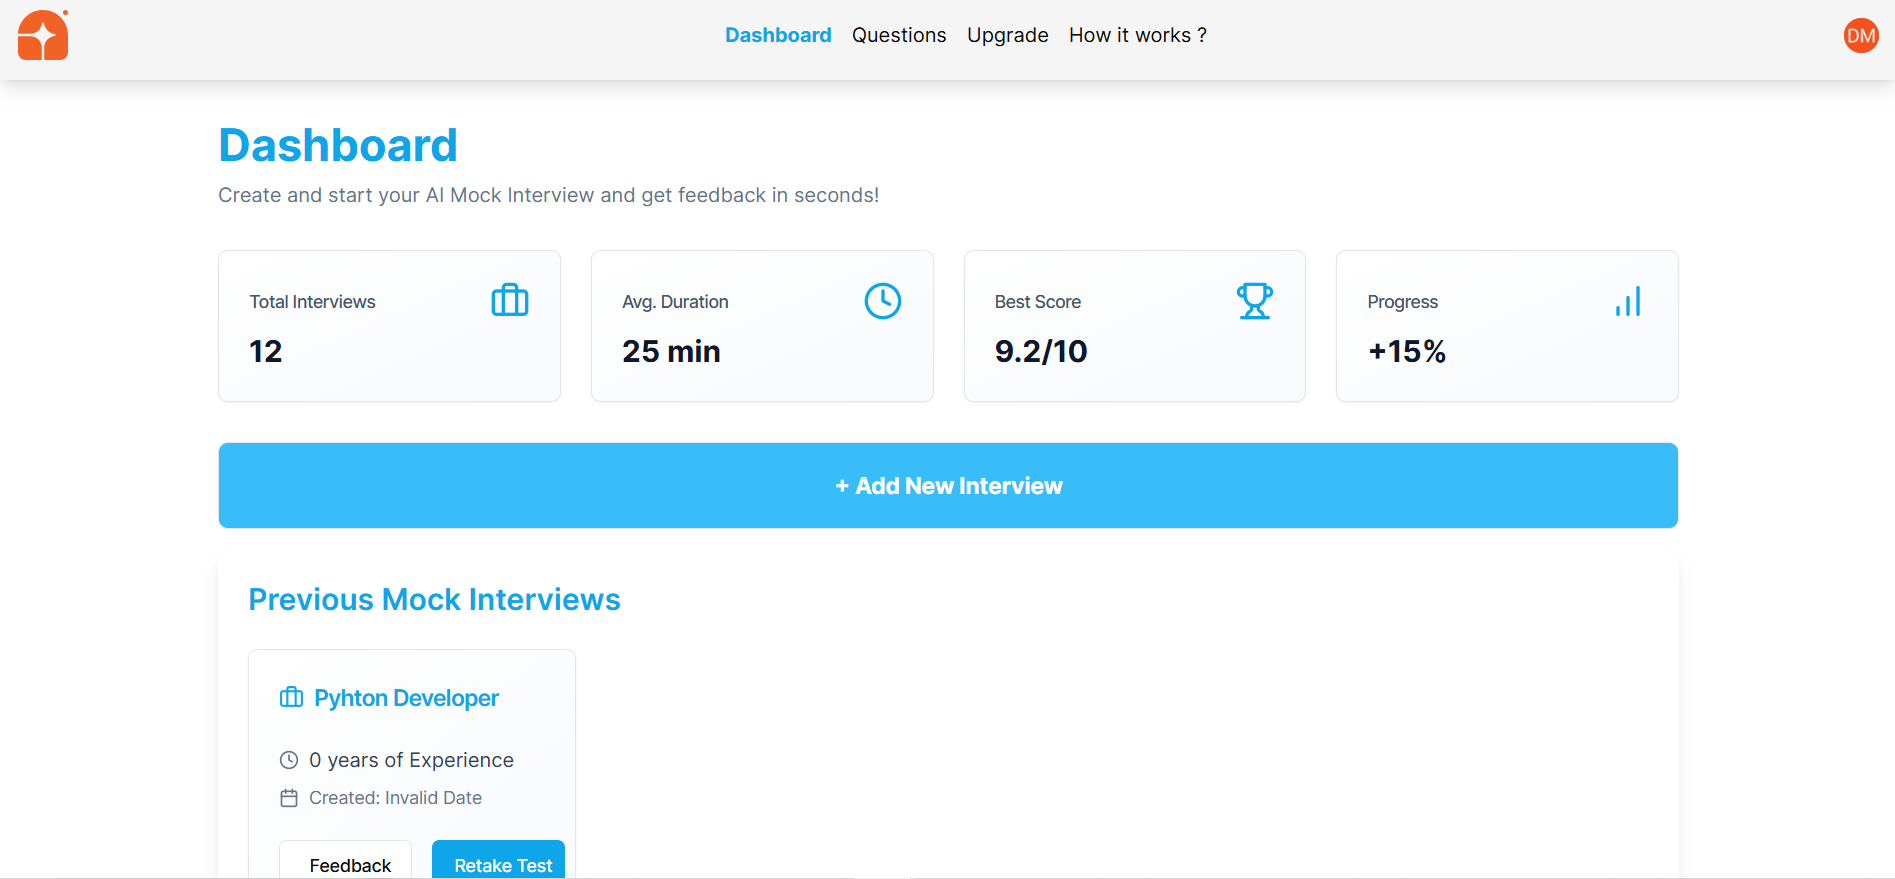 Dashboard Questions Upgrade How it works ?
DM
Dashboard
Create and start your AI Mock Interview and get feedback in seconds!
Total Interviews
12
Avg. Duration
25 min
Best Score
9.2/10
Progress
+15%
+ Add New Interview
Previous Mock Interviews
Pyhton Developer
0 years of Experience
Created: Invalid Date
Feedback
Retake Test